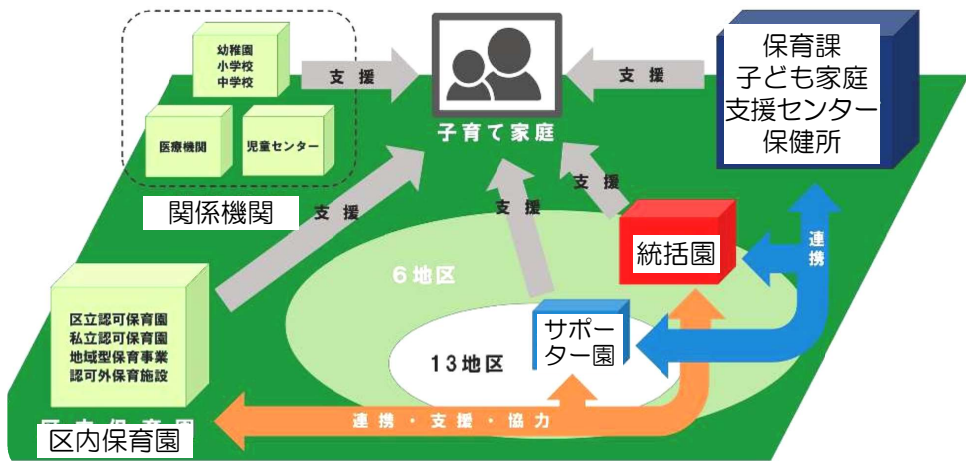 幼稚園
小学校
中学校
医療機関
児童センター
関係機関
支援
子育て家庭
支援
保育課
子ども家庭
支援センター
保健所
支援
支援
支援
統括園
連携
6地区
サポー
ター園
13地区
区立認可保育園
私立認可保育園
地域型保育事業
認可外保育施設
区内保育園
連携・支援・協力